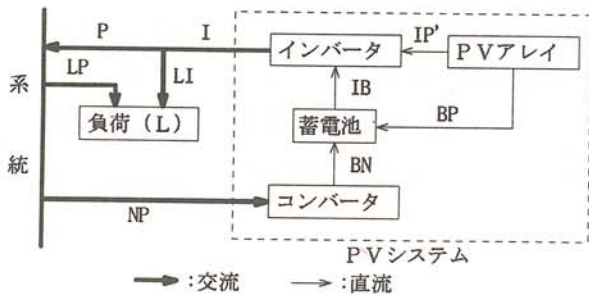 P
I
インバータ
IP'
PVアレイ
LP
LI
IB
系
負荷(L)
蓄電池
BP
統
BN
NP
コンバータ
PVシステム
:交流
:直流